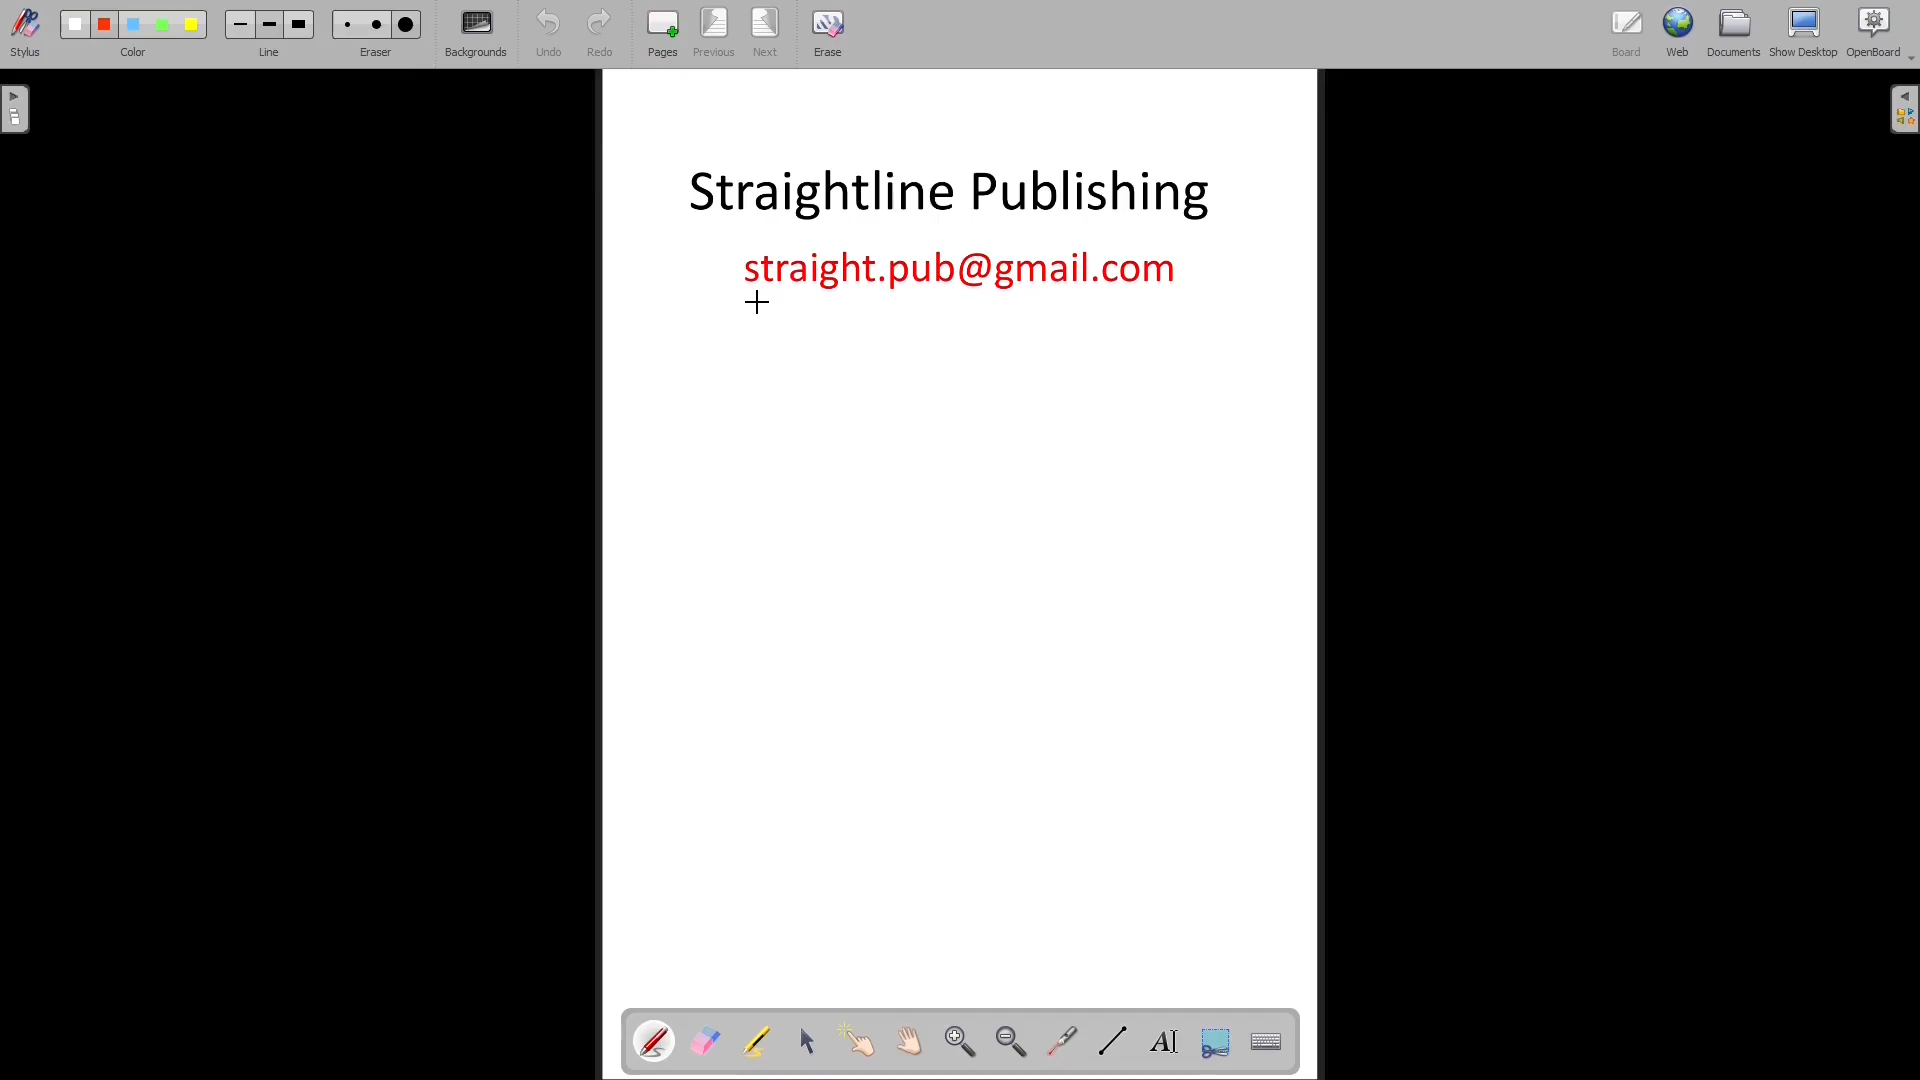 Stylus
Color
Line
Eraser
Backgrounds
Undo
Redo
Pages
Previous
Next
Erase
Board
Web
Documents
Show Desktop
OpenBoard
Straightline Publishing
straight.pub@gmail.com